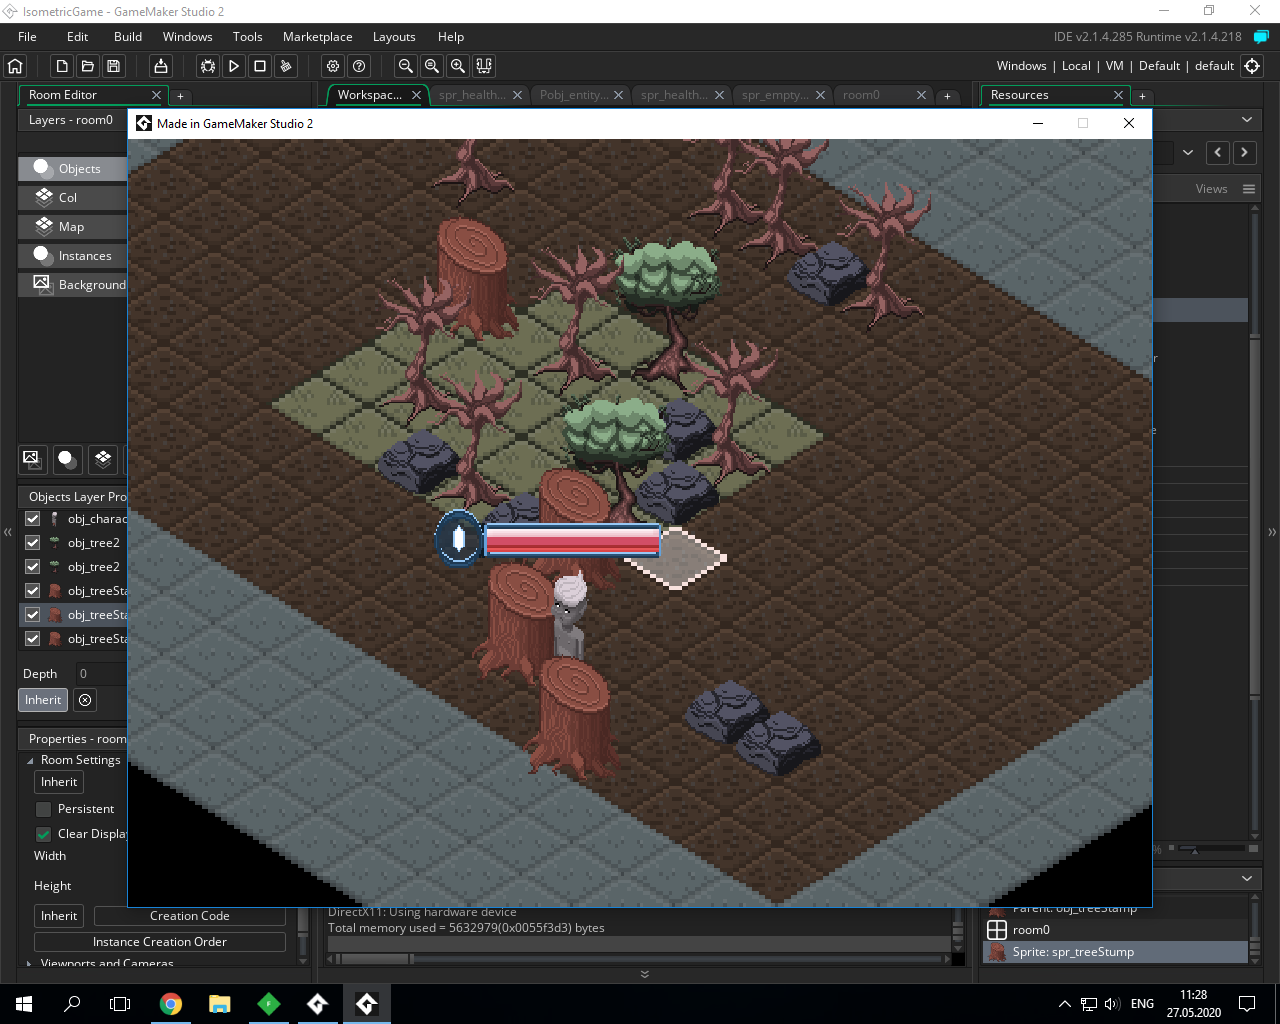 IsometricGame - GameMaker Studio 2
File Edit Build Windows Tools Marketplace Layouts Help
IDE v2.1.4.285 Runtime v2.1.4.218
Windows | Local | VM | Default | default
Room Editor
Workspac...
spr_health...
Pobj_entity...
spr_health...
spr_empty...
room0
Resources
Layers - room0
Made in GameMaker Studio 2
Views
Objects
Col
Map
Instances
Background
Objects Layer Pro
obj_charac
obj_tree2
obj_tree2
obj_treeSta
obj_treeSta
obj_treeSta
Depth 0
Inherit
Properties - room
Room Settings
Inherit
Persistent
Clear Display
Width
Height
Inherit
Creation Code
Instance Creation Order
Viewports and Cameras
DirectX11: Using hardware device
Total memory used = 5632979(0x0055f3d3) bytes
%
Parent: obj_treeStamp
room0
Sprite: spr_treeStump
ENG
11:28
27.05.2020